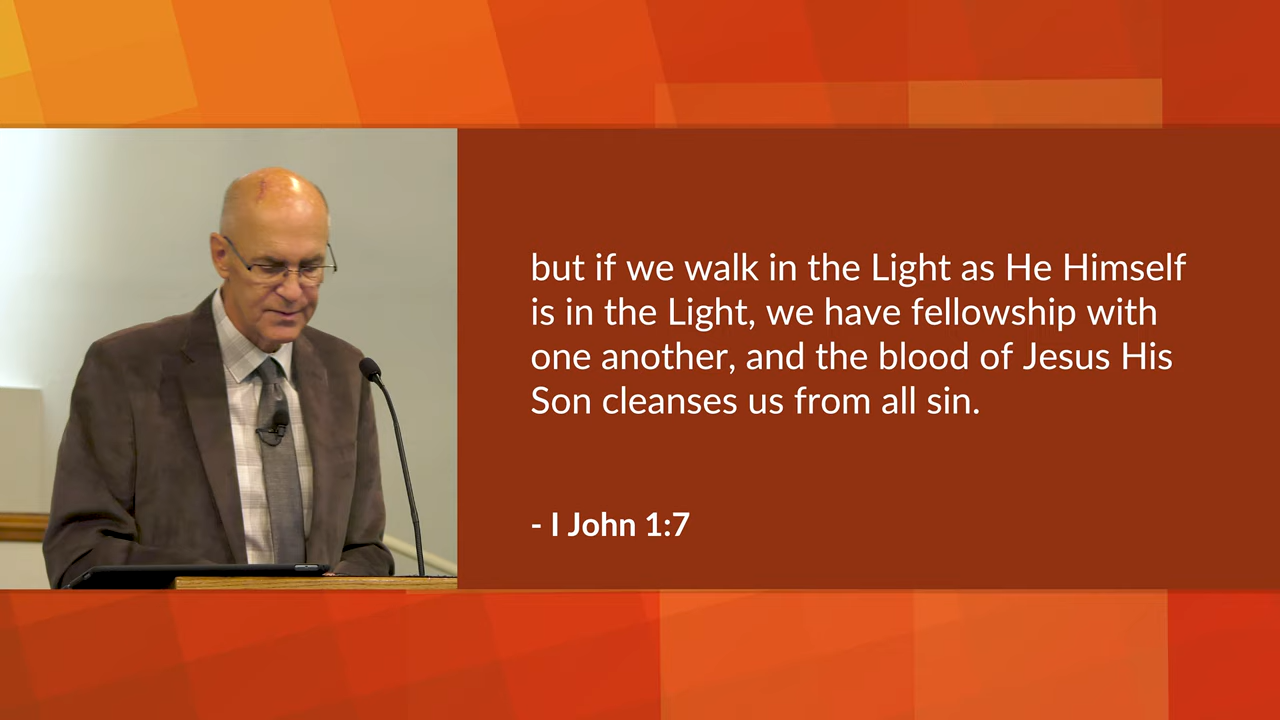 but if we walk in the Light as He Himself
is in the Light, we have fellowship with
one another, and the blood of Jesus His
Son cleanses us from all sin.
- I John 1:7